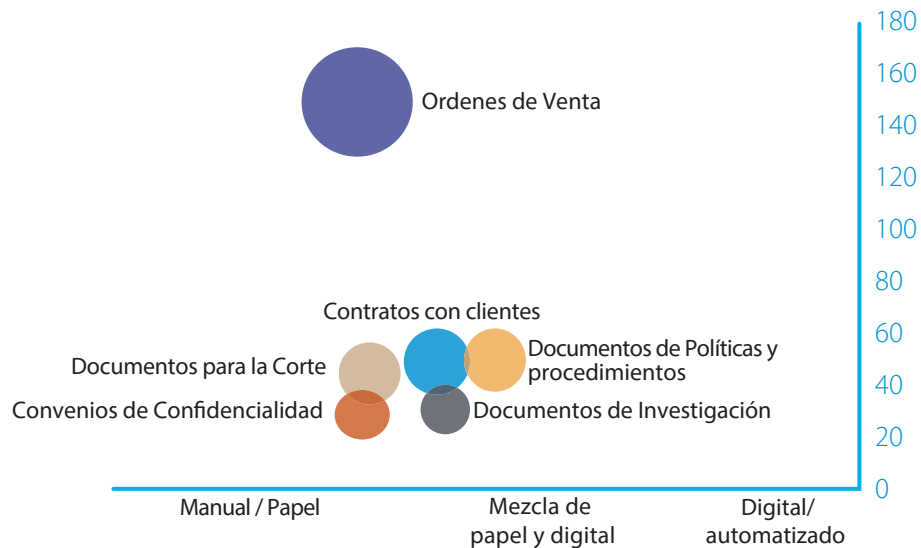 180
160
Ordenes de Venta
140
120
100
80
Contratos con clientes
60
Documentos de Políticas y
procedimientos
Documentos para la Corte
40
Convenios de Confidencialidad
Documentos de Investigación
20
0
Manual / Papel
Mezcla de
papel y digital
Digital/
automatizado